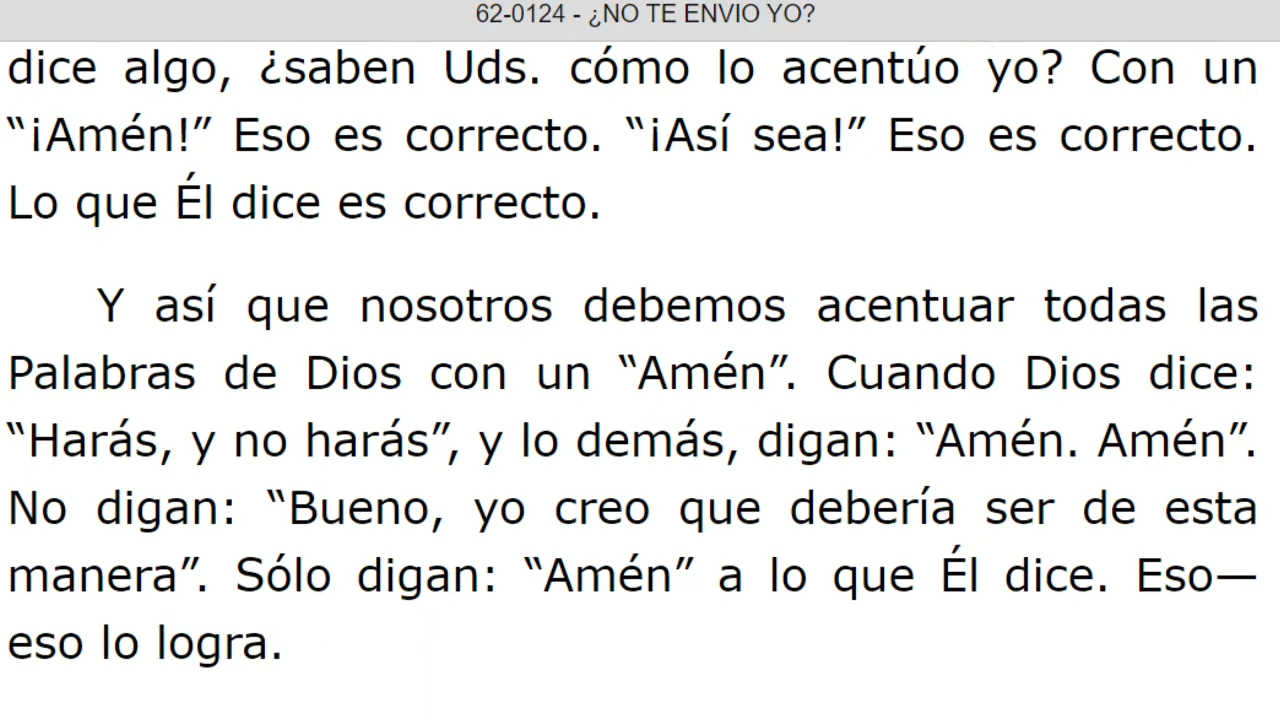 62-0124 - ¿NO TE ENVIO YO?
dice algo, ¿saben Uds. cómo lo acentúo yo? Con un
“¡Amén!” Eso es correcto. “¡Así sea!” Eso es correcto.
Lo que Él dice es correcto.
Y así que nosotros debemos acentuar todas las
Palabras de Dios con un “Amén”. Cuando Dios dice:
“Harás, y no harás”, y lo demás, digan: “Amén. Amén”.
No digan: “Bueno, yo creo que debería ser de esta
manera”. Sólo digan: “Amén” a lo que Él dice. Eso—
eso lo logra.